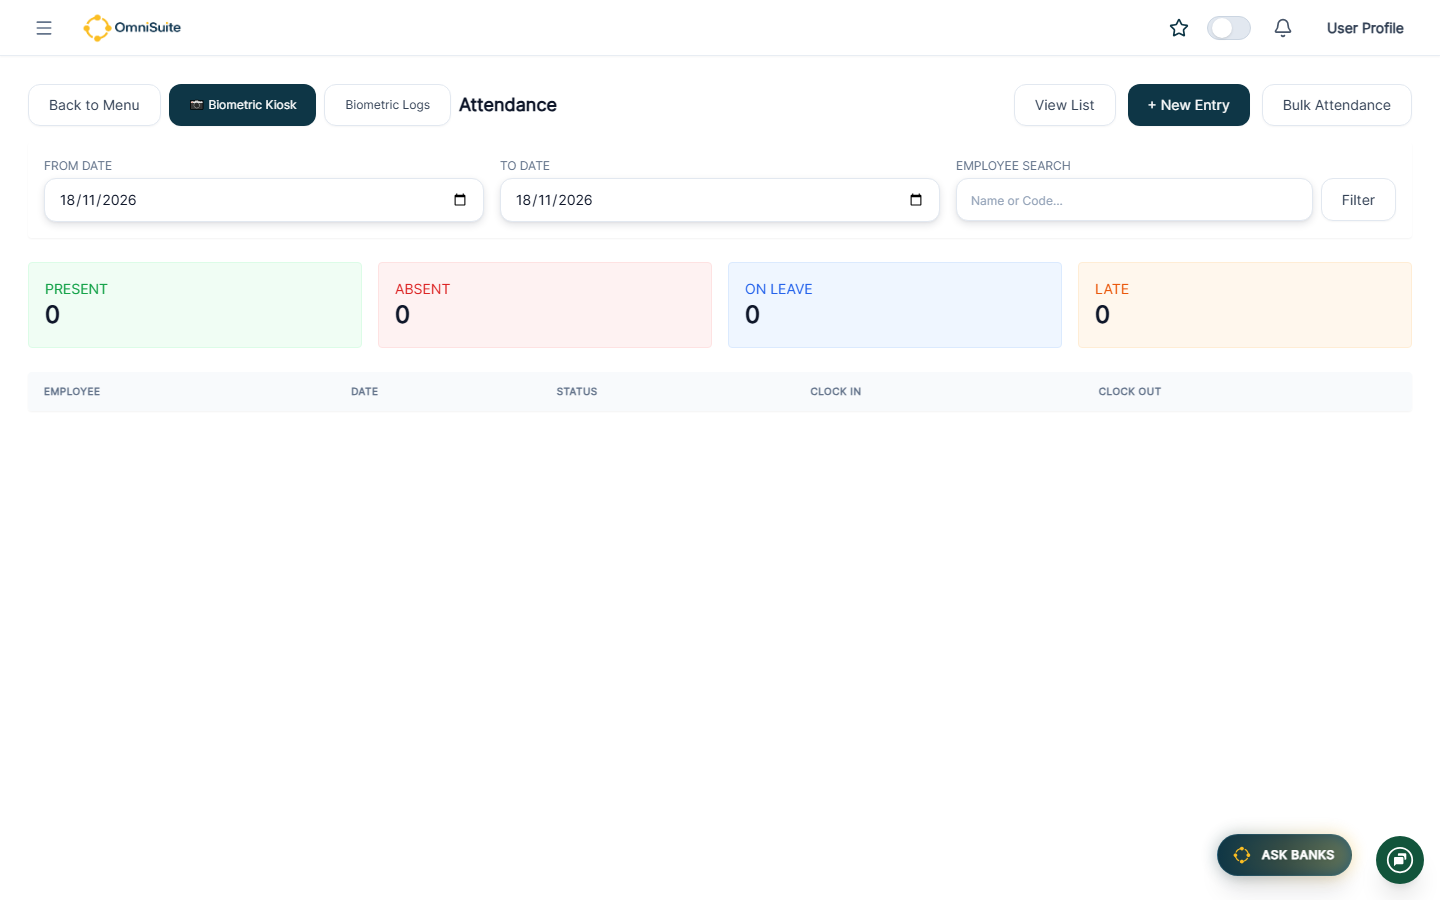 OmniSuite
User Profile
Back to Menu
Biometric Kiosk
Biometric Logs
Attendance
View List
+ New Entry
Bulk Attendance
FROM DATE
TO DATE
EMPLOYEE SEARCH
18/11/2026
18/11/2026
Name or Code...
Filter
PRESENT
0
ABSENT
0
ON LEAVE
0
LATE
0
EMPLOYEE
DATE
STATUS
CLOCK IN
CLOCK OUT
ASK BANKS